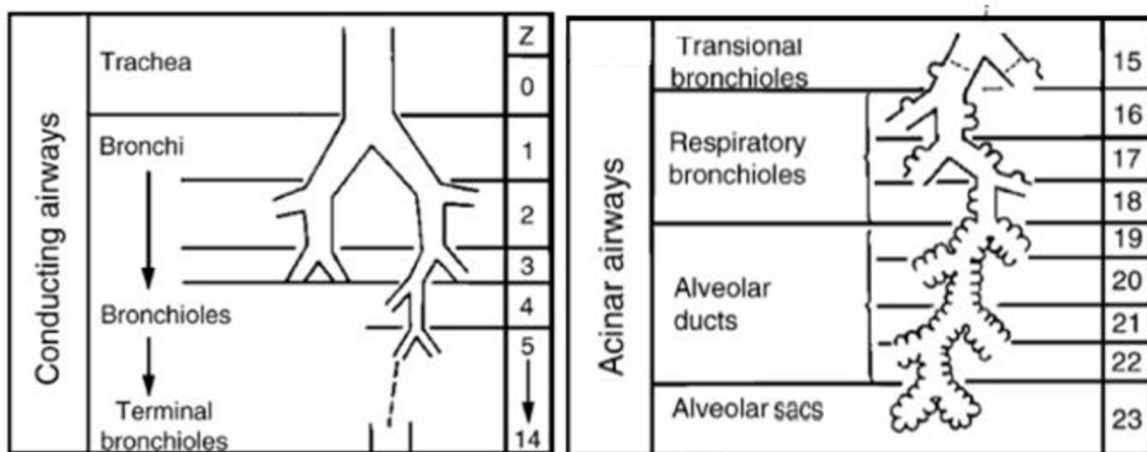 Conducting airways
Trachea
Bronchi
Bronchioles
Terminal
bronchioles
Z
0
1
2
3
4
5
14
Acinar airways
Transional
bronchioles
Respiratory
bronchioles
Alveolar
ducts
Alveolar sacs
15
16
17
18
19
20
21
22
23